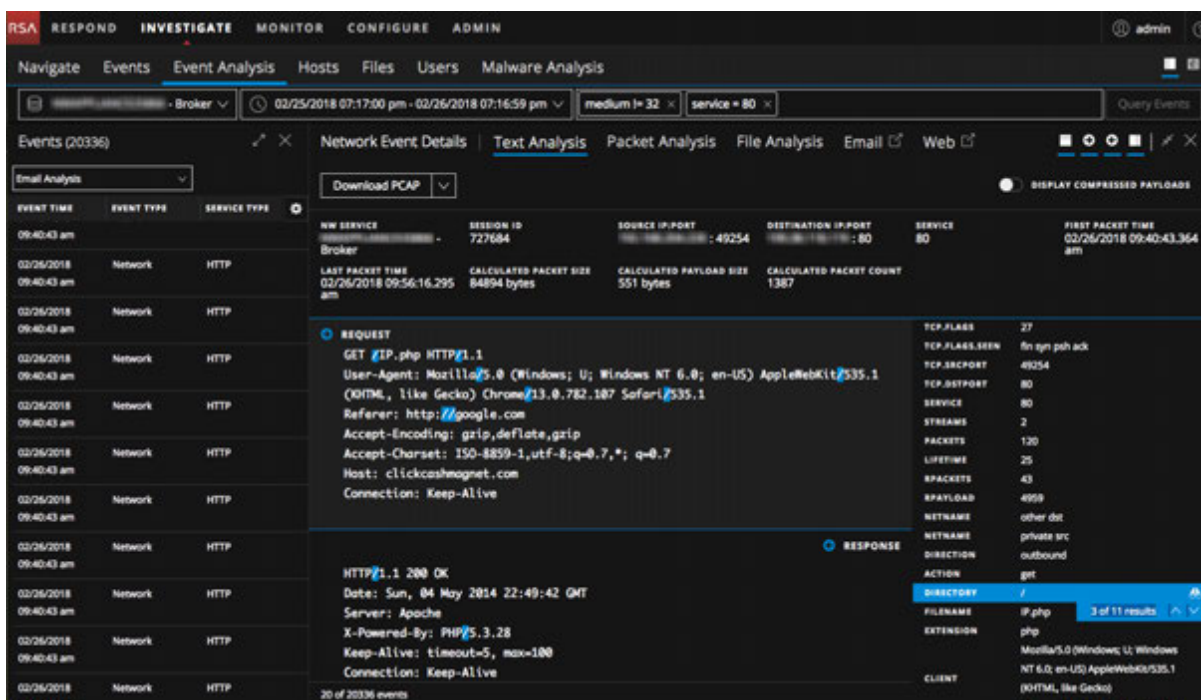 RSA RESPOND INVESTIGATE MONITOR CONFIGURE ADMIN admin
Navigate Events Event Analysis Hosts Files Users Malware Analysis
- Broker 02/25/2018 07:17:00 pm - 02/26/2018 07:16:59 pm medium != 32 × service = 80 × Query Events
Events (20336)
Email Analysis
EVENT TIME EVENT TYPE SERVICE TYPE
09:40:43 am
02/26/2018 Network HTTP
09:40:43 am
02/26/2018 Network HTTP
09:40:43 am
02/26/2018 Network HTTP
09:40:43 am
02/26/2018 Network HTTP
09:40:43 am
02/26/2018 Network HTTP
09:40:43 am
02/26/2018 Network HTTP
09:40:43 am
02/26/2018 Network HTTP
09:40:43 am
02/26/2018 Network HTTP
09:40:43 am
02/26/2018 Network HTTP
09:40:43 am
02/26/2018 Network HTTP
Network Event Details Text Analysis Packet Analysis File Analysis Email Web
Download PCAP DISPLAY COMPRESSED PAYLOADS
NW SERVICE SESSION ID SOURCE IP:PORT DESTINATION IP:PORT SERVICE FIRST PACKET TIME
- 727684 : 49254 : 80 80 02/26/2018 09:40:43.364
Broker am
LAST PACKET TIME CALCULATED PACKET SIZE CALCULATED PAYLOAD SIZE CALCULATED PACKET COUNT
02/26/2018 09:56:16.295 84894 bytes 551 bytes 1387
am
REQUEST
GET /IP.php HTTP/1.1
User-Agent: Mozilla/5.0 (Windows; U; Windows NT 6.0; en-US) AppleWebKit/535.1
(KHTML, like Gecko) Chrome/13.0.782.107 Safari/535.1
Referer: http://google.com
Accept-Encoding: gzip,deflate,gzip
Accept-Charset: ISO-8859-1,utf-8;q=0.7,*; q=0.7
Host: clickcashmagnet.com
Connection: Keep-Alive
RESPONSE
HTTP/1.1 200 OK
Date: Sun, 04 May 2014 22:49:42 GMT
Server: Apache
X-Powered-By: PHP/5.3.28
Keep-Alive: timeout=5, max=100
Connection: Keep-Alive
20 of 20336 events
TCP.FLAGS 27
TCP.FLAGS.SEEN fin syn psh ack
TCP.SRCPORT 49254
TCP.DSTPORT 80
SERVICE 80
STREAMS 2
PACKETS 120
LIFETIME 25
RPACKETS 43
RPAYLOAD 4959
NETNAME other dst
NETNAME private src
DIRECTION outbound
ACTION get
DIRECTORY /
FILENAME IP.php 3 of 11 results
EXTENSION php
CLIENT Mozilla/5.0 (Windows; U; Windows
NT 6.0; en-US) AppleWebKit/535.1
(KHTML, like Gecko)